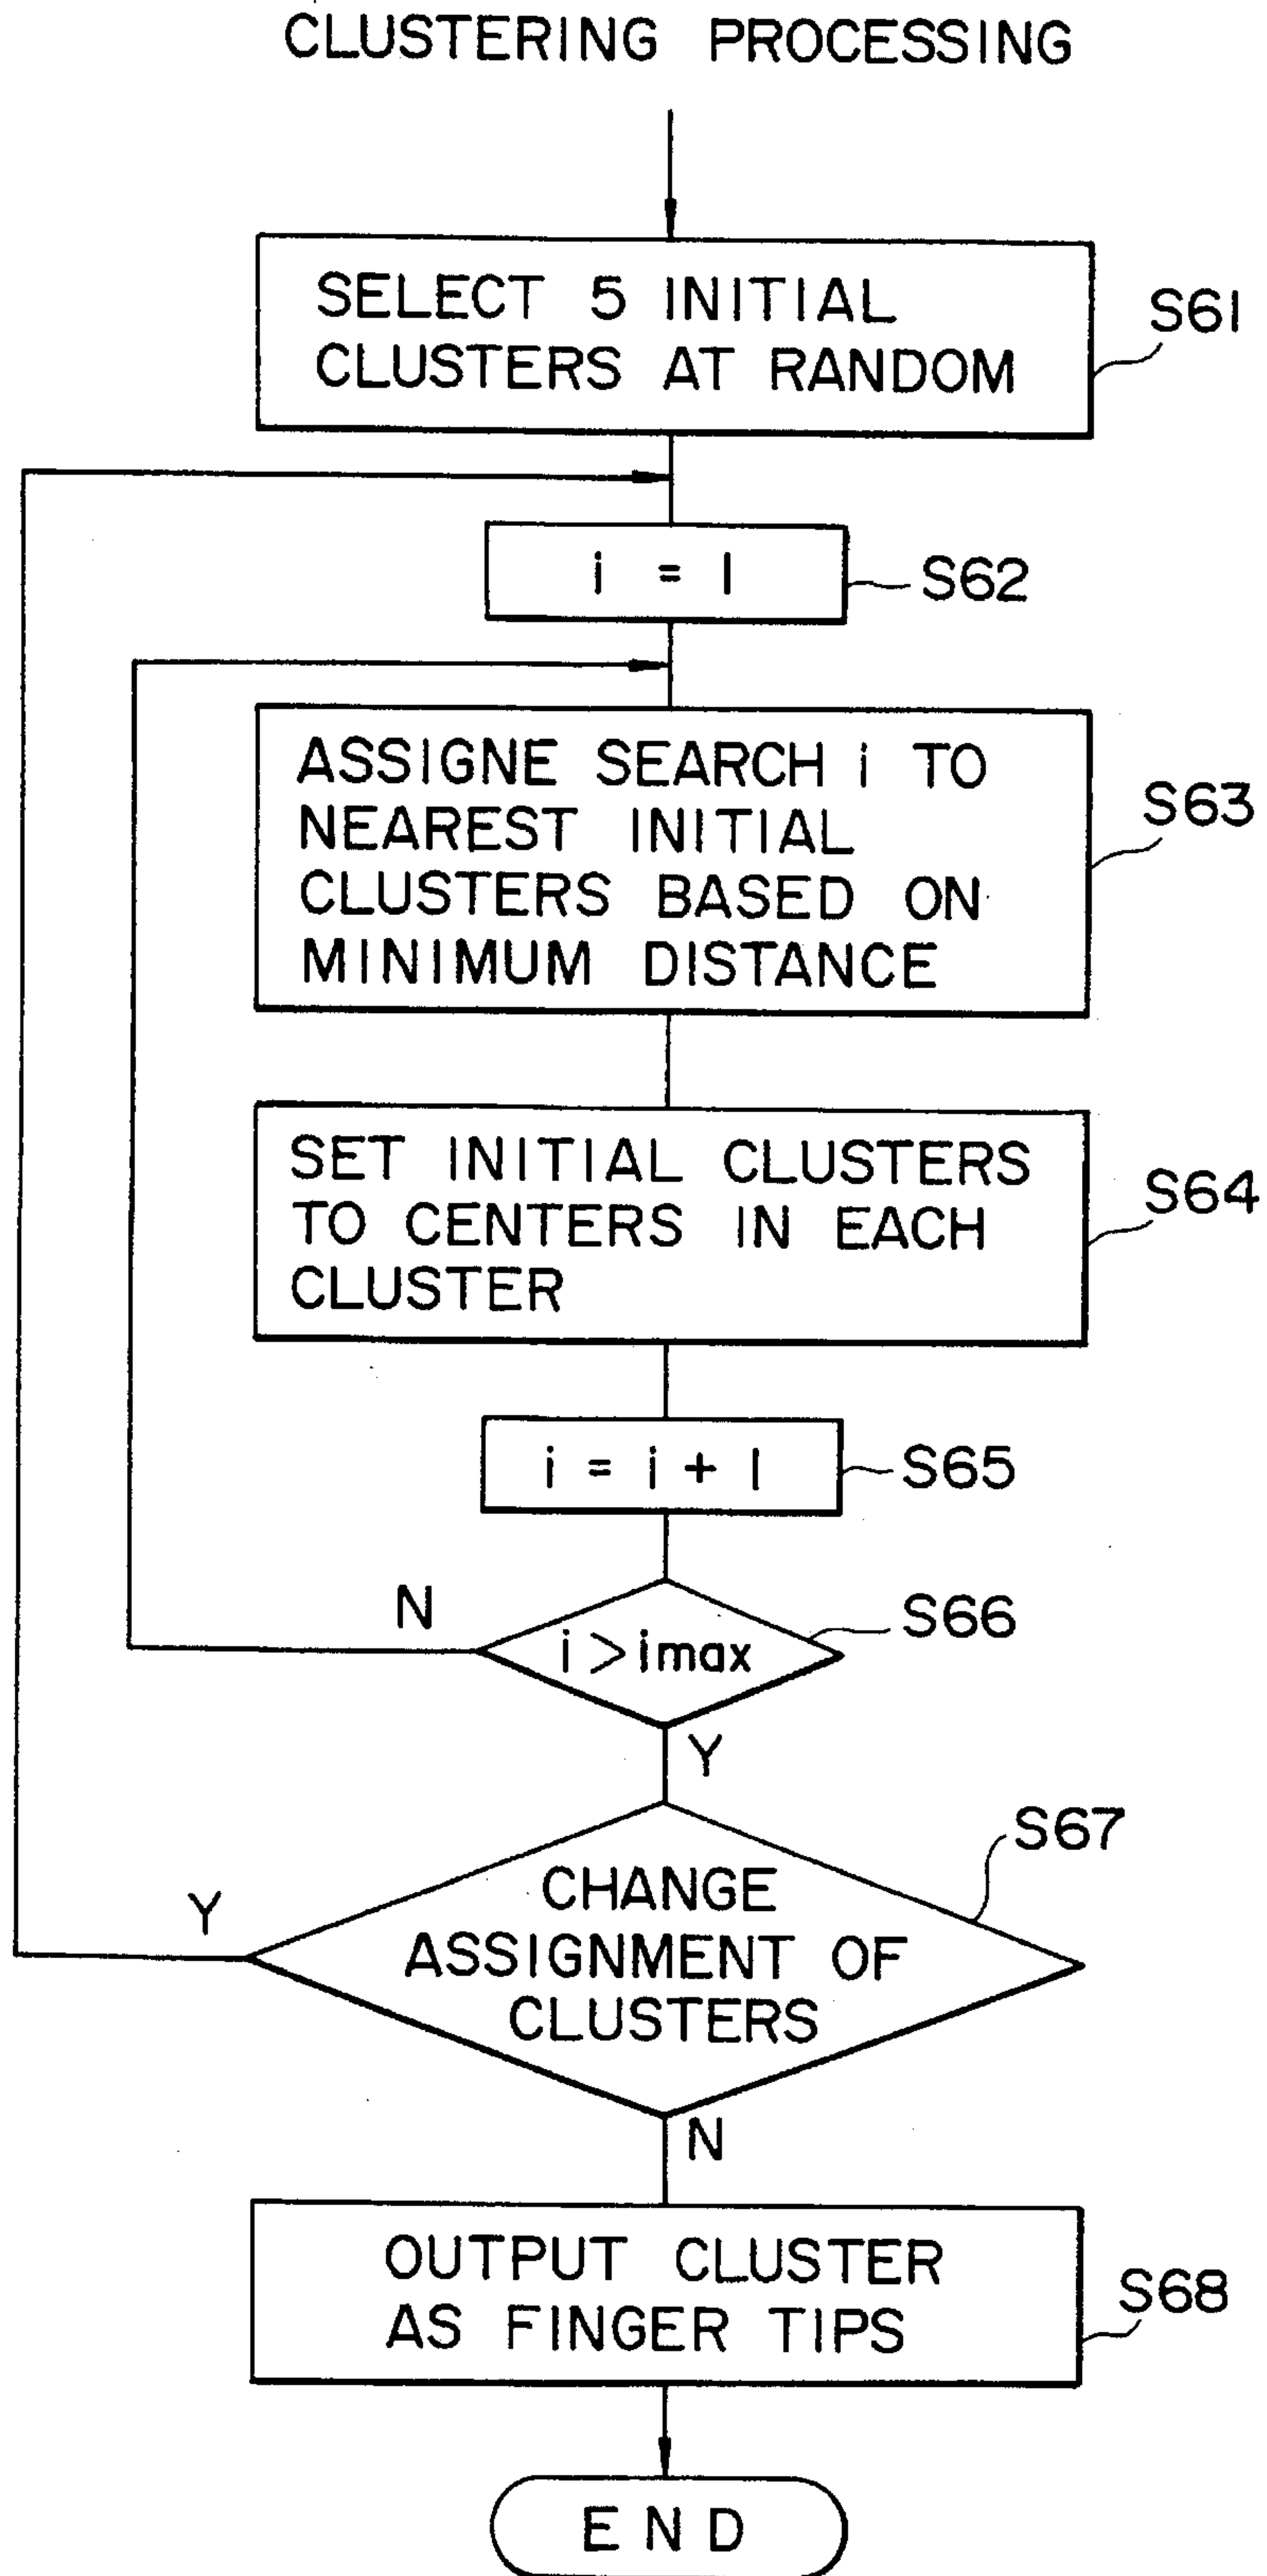 CLUSTERING PROCESSING
SELECT 5 INITIAL
CLUSTERS AT RANDOM
S61
i = 1
S62
ASSIGNE SEARCH i TO
NEAREST INITIAL
CLUSTERS BASED ON
MINIMUM DISTANCE
S63
SET INITIAL CLUSTERS
TO CENTERS IN EACH
CLUSTER
S64
i = i + 1
S65
N
i > imax
S66
Y
S67
Y
CHANGE
ASSIGNMENT OF
CLUSTERS
N
OUTPUT CLUSTER
AS FINGER TIPS
S68
END